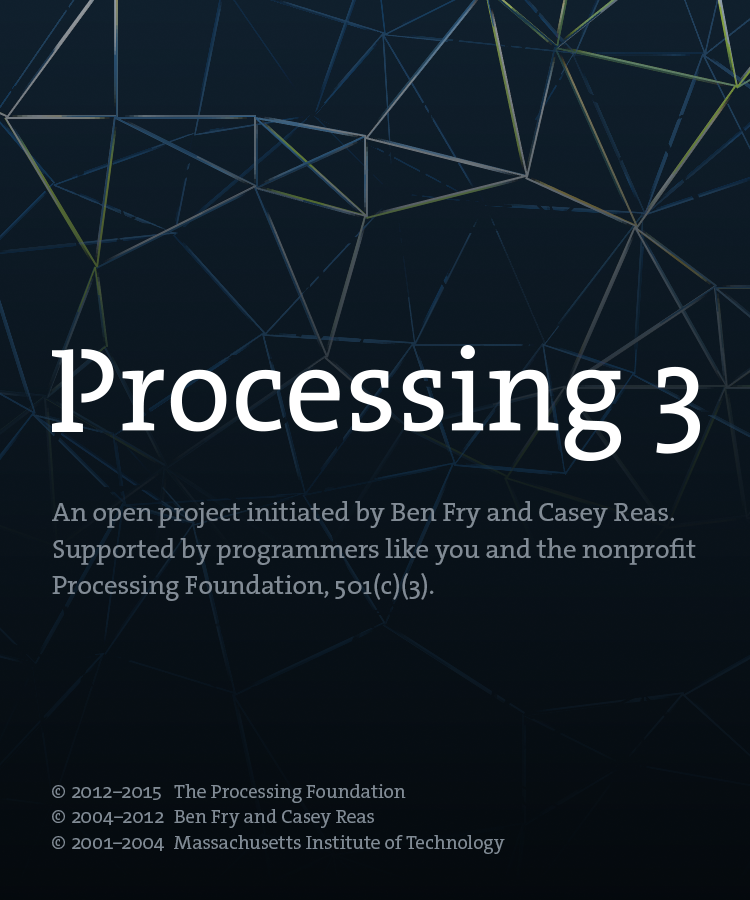 Processing 3
An open project initiated by Ben Fry and Casey Reas.
Supported by programmers like you and the nonprofit
Processing Foundation, 501(c)(3).
© 2012–2015 The Processing Foundation
© 2004–2012 Ben Fry and Casey Reas
© 2001–2004 Massachusetts Institute of Technology